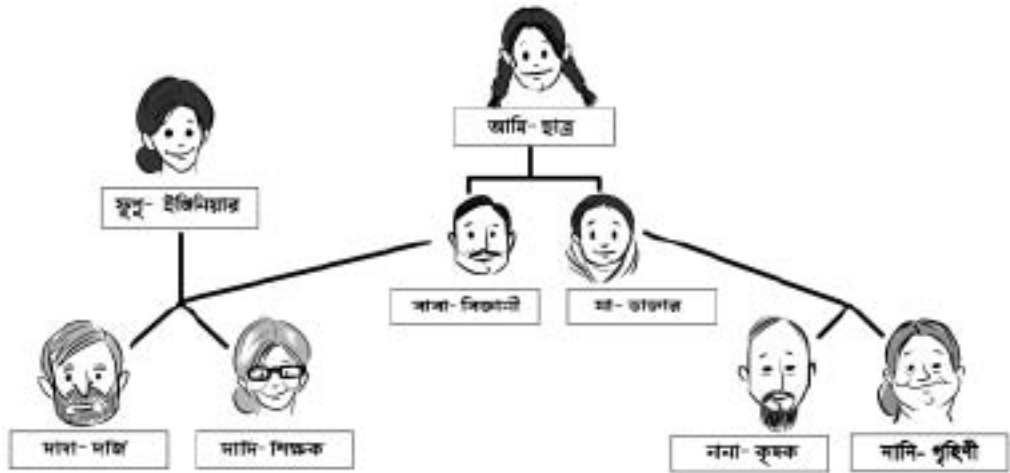 আমি- ছাত্র
ফুপু- ইঞ্জিনিয়ার
বাবা- বিজ্ঞানী
মা- ডাক্তার
দাদা- দর্জি
দাদি- শিক্ষক
নানা- কৃষক
নানি- গৃহিণী